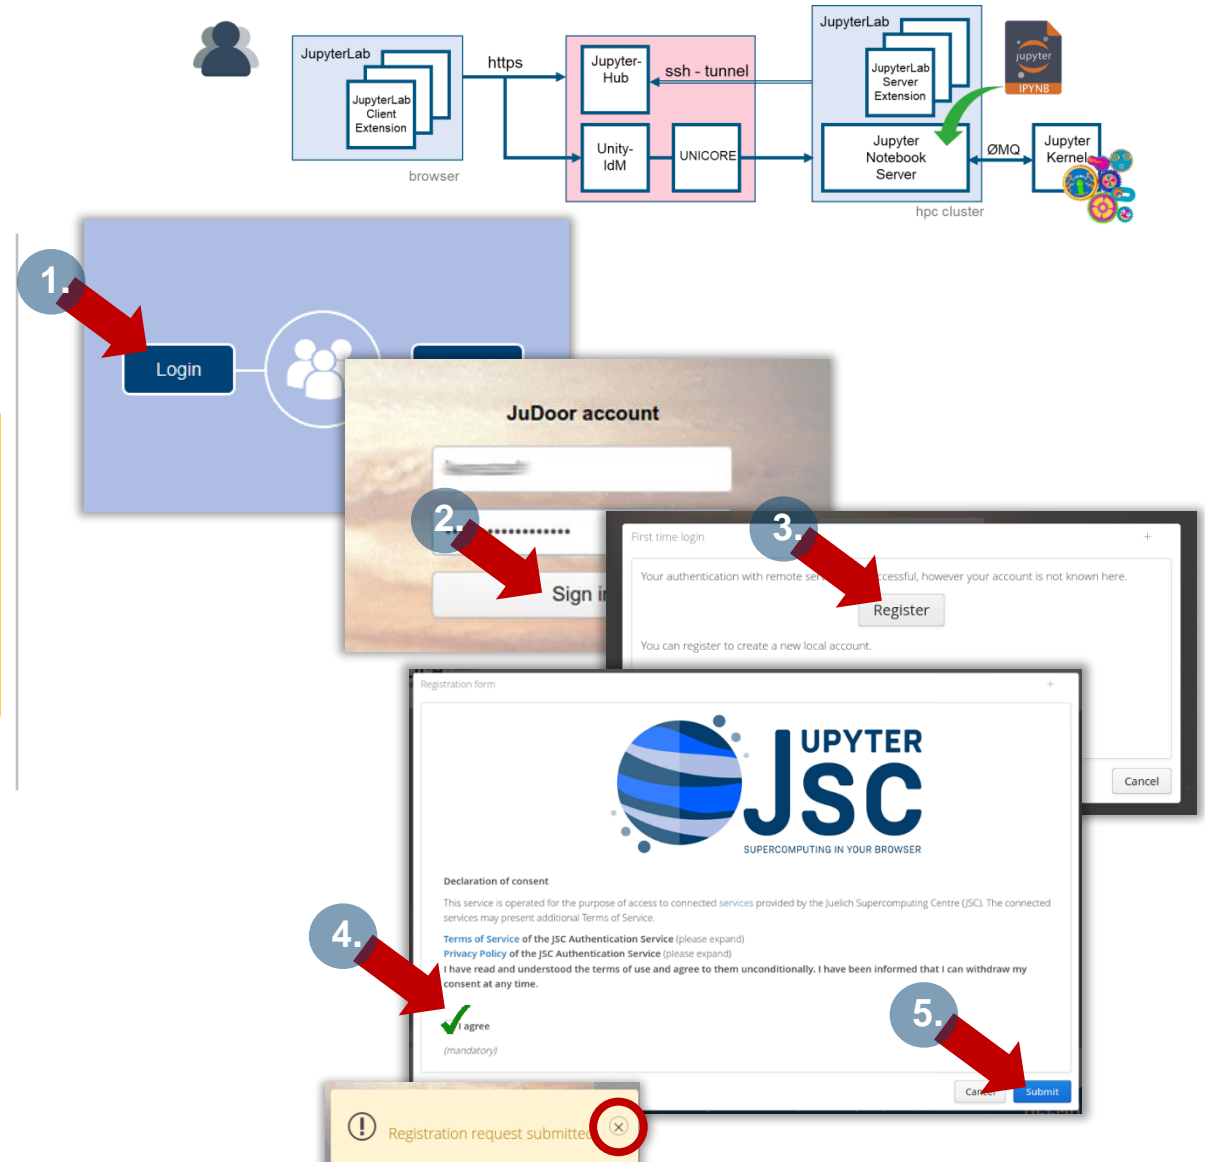 JupyterLab
JupyterLab
Client
Extension
browser
https
Jupyter-
Hub
ssh - tunnel
Unity-
IdM
UNICORE
JupyterLab
JupyterLab
Server
Extension
Jupyter
Notebook
Server
hpc cluster
ØMQ
Jupyter
Kernel
jupyter
IPYNB
1.
Login
JuDoor account
2.
Sign in
3.
First time login
Your authentication with remote ser ccessful, however your account is not known here.
Register
You can register to create a new local account.
Cancel
Registration form
JUPYTER
JSC
SUPERCOMPUTING IN YOUR BROWSER
Declaration of consent
This service is operated for the purpose of access to connected services provided by the Juelich Supercomputing Centre (JSC). The connected
services may present additional Terms of Service.
Terms of Service of the JSC Authentication Service (please expand)
Privacy Policy of the JSC Authentication Service (please expand)
I have read and understood the terms of use and agree to them unconditionally. I have been informed that I can withdraw my
consent at any time.
4.
I agree
(mandatory)
5.
Cancel
Submit
Registration request submitted